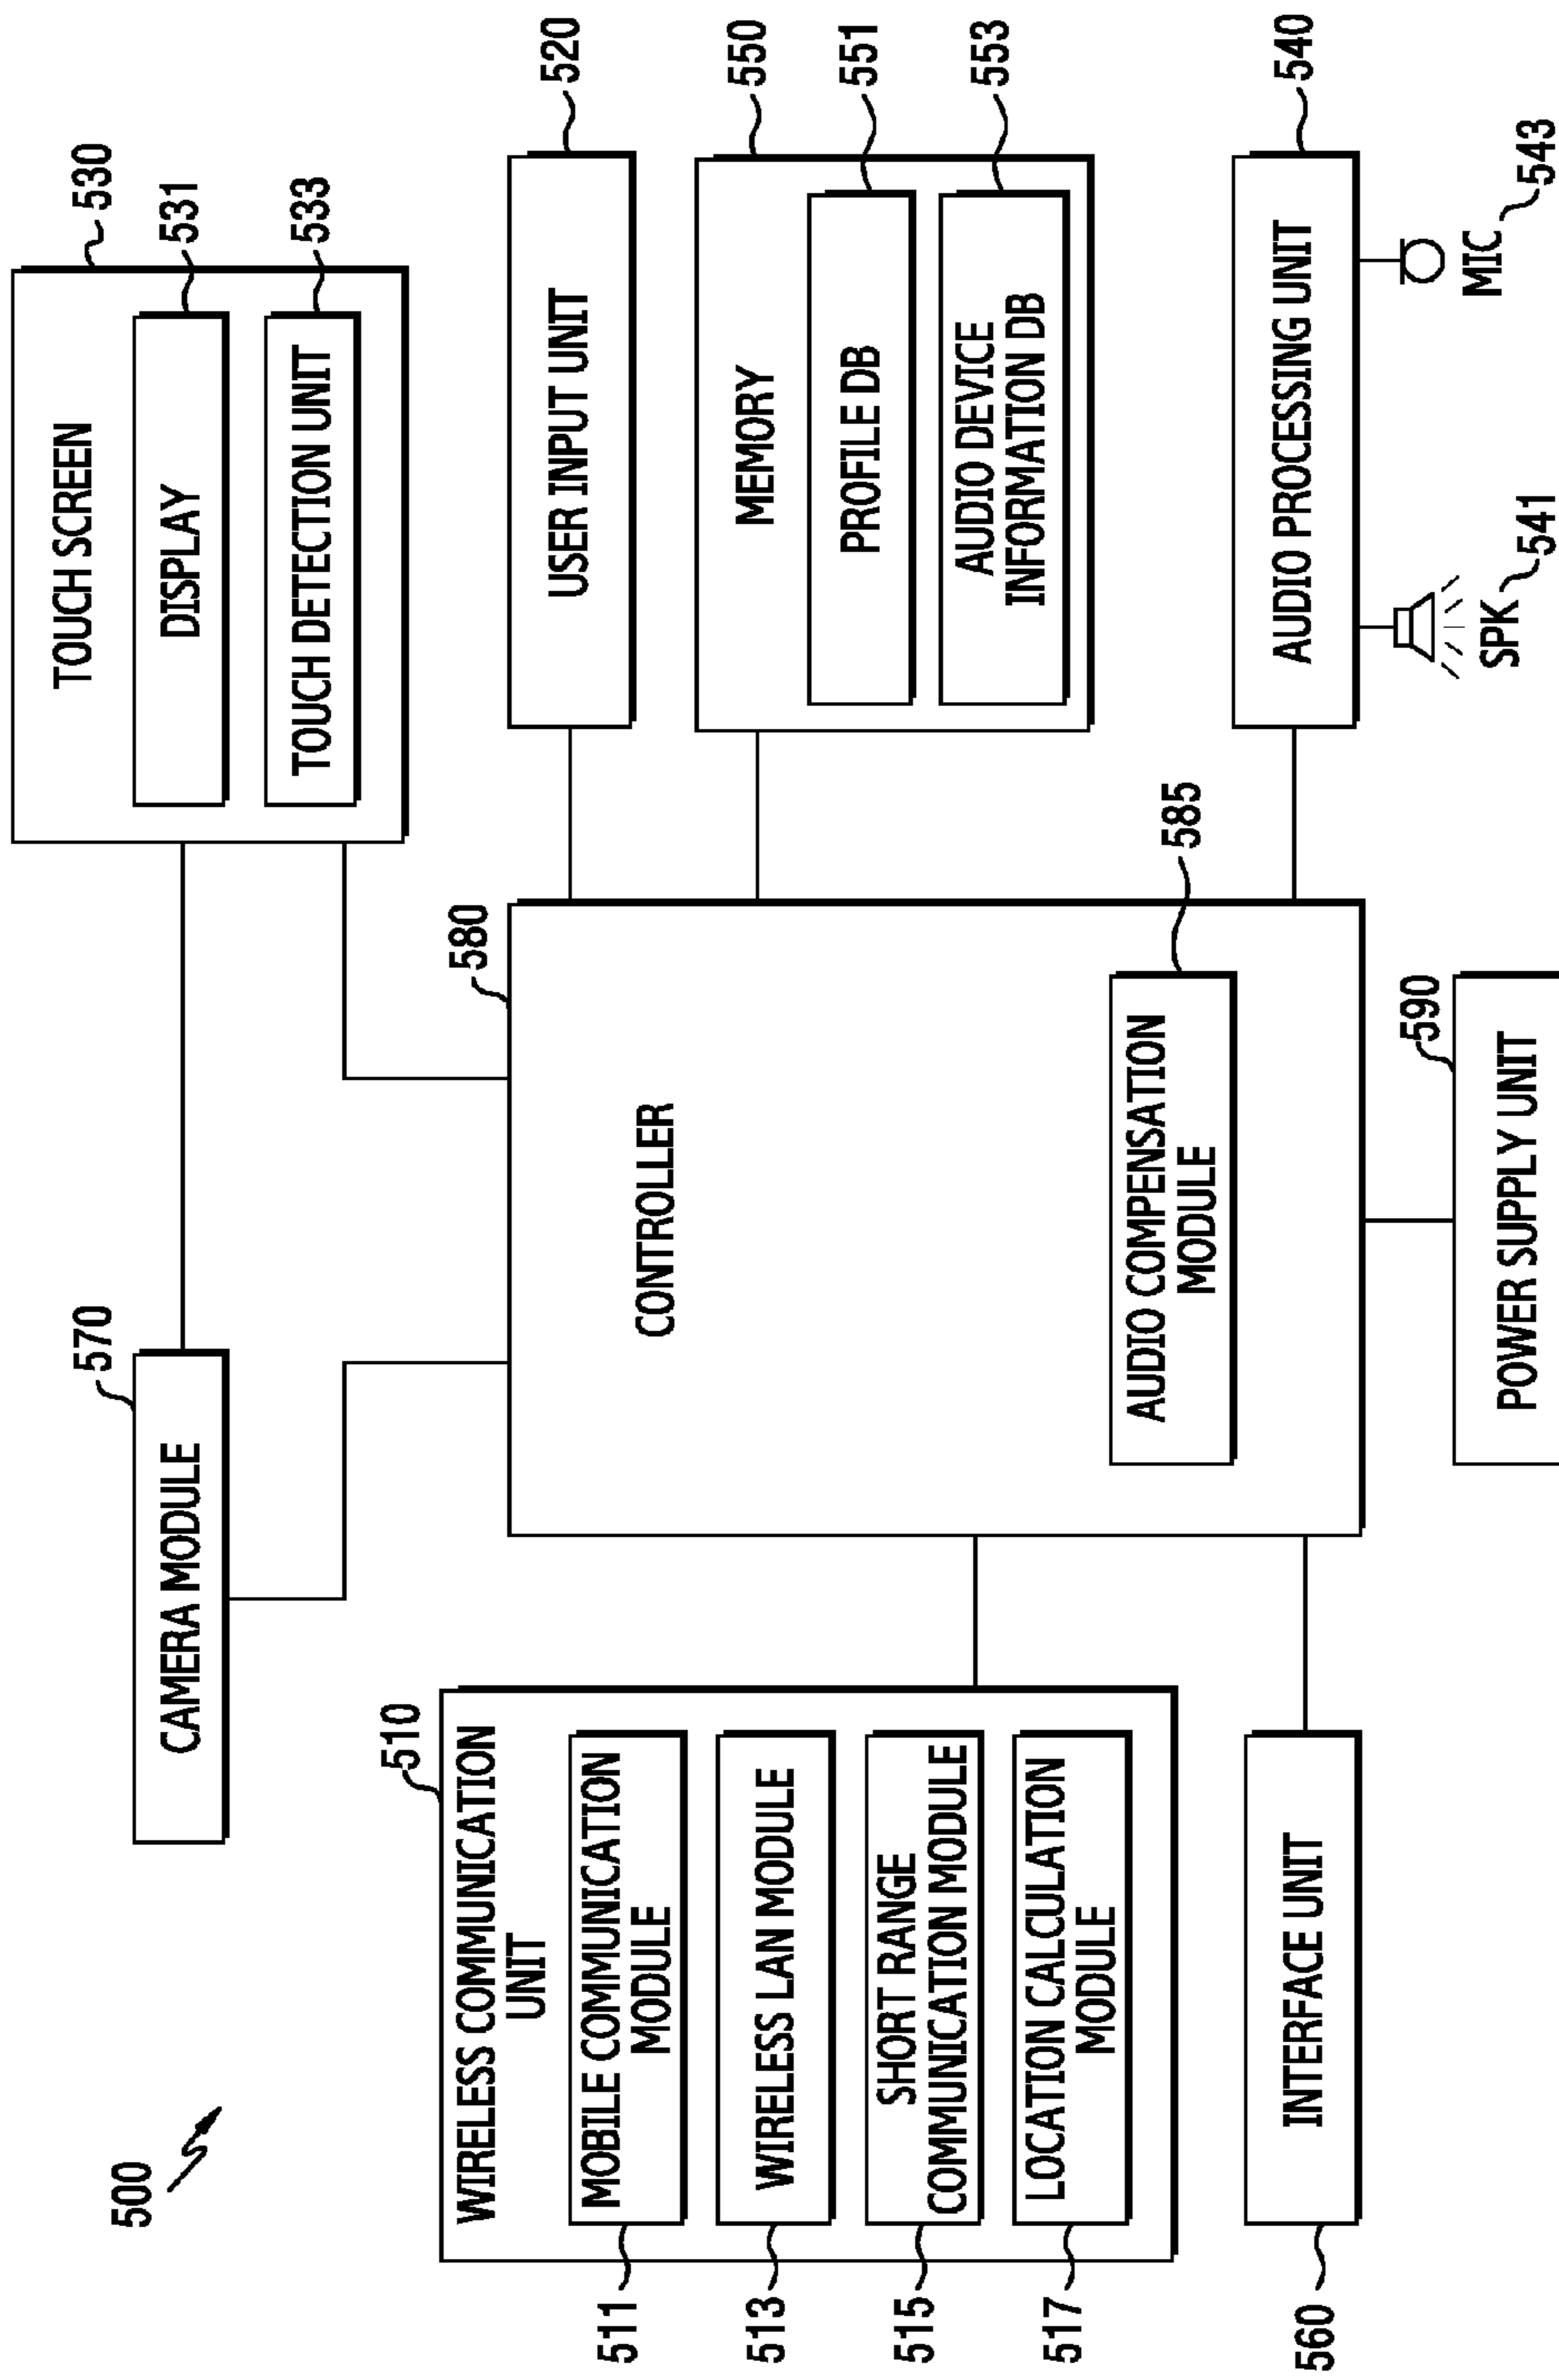 500
570
CAMERA MODULE
530
TOUCH SCREEN
531
DISPLAY
533
TOUCH DETECTION UNIT
510
WIRELESS COMMUNICATION
UNIT
511
MOBILE COMMUNICATION
MODULE
513
WIRELESS LAN MODULE
515
SHORT RANGE
COMMUNICATION MODULE
517
LOCATION CALCULATION
MODULE
560
INTERFACE UNIT
580
CONTROLLER
585
AUDIO COMPENSATION
MODULE
590
POWER SUPPLY UNIT
520
USER INPUT UNIT
550
MEMORY
551
PROFILE DB
553
AUDIO DEVICE
INFORMATION DB
540
AUDIO PROCESSING UNIT
SPK
541
MIC
543